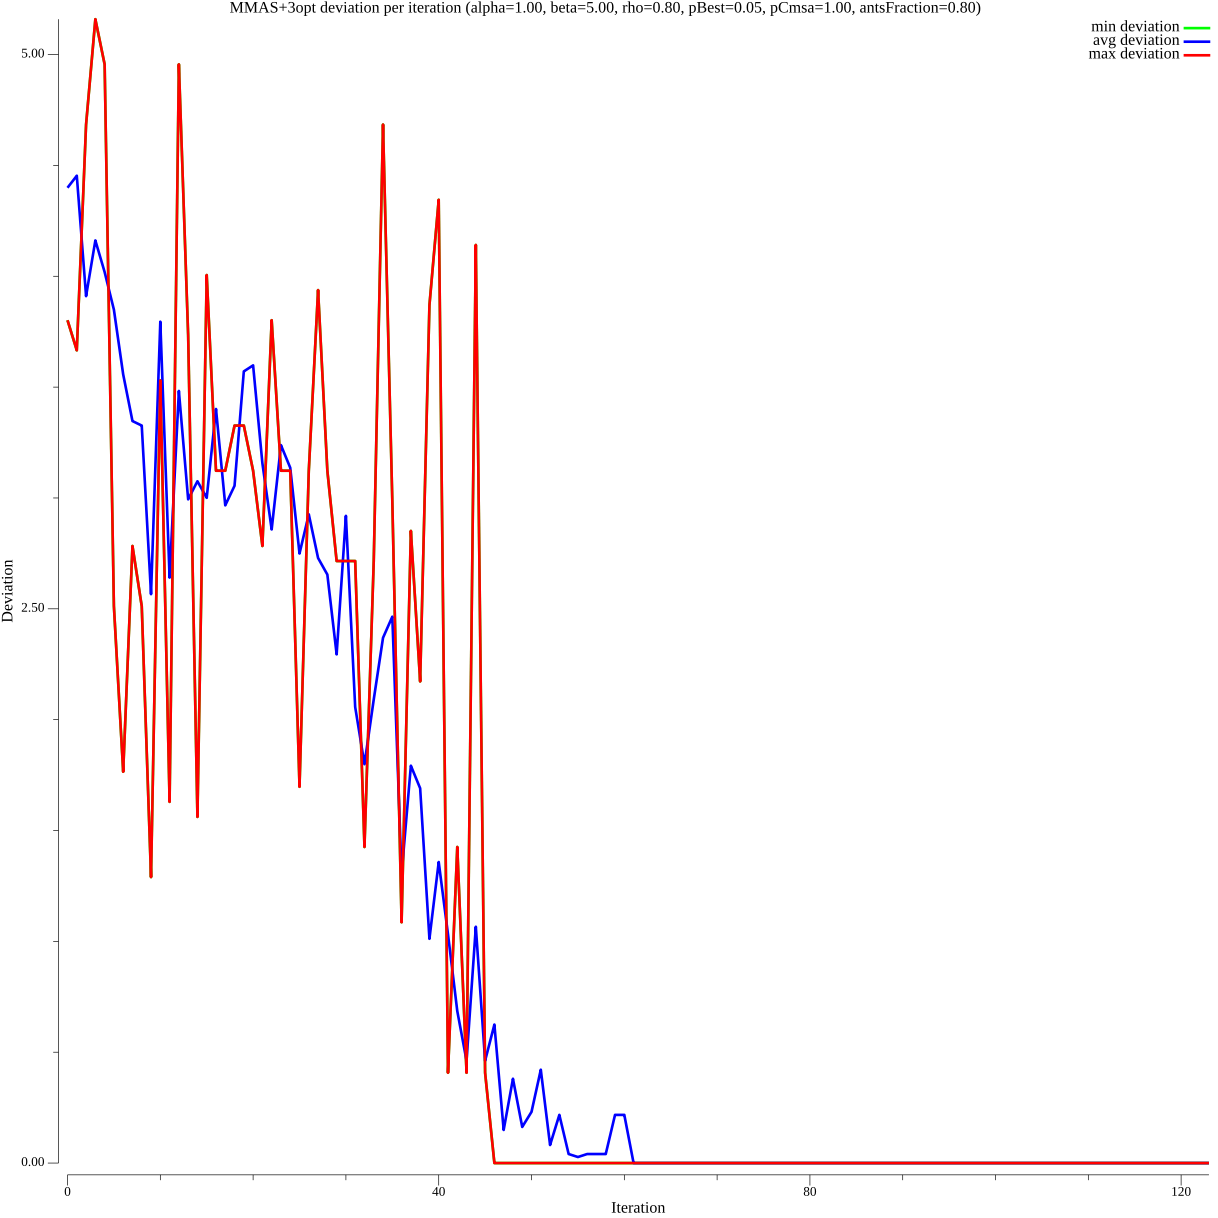 MMAS+3opt deviation per iteration (alpha=1.00, beta=5.00, rho=0.80, pBest=0.05, pCmsa=1.00, antsFraction=0.80)
min deviation
avg deviation
max deviation
5.00
2.50
0.00
Deviation
0
40
80
120
Iteration